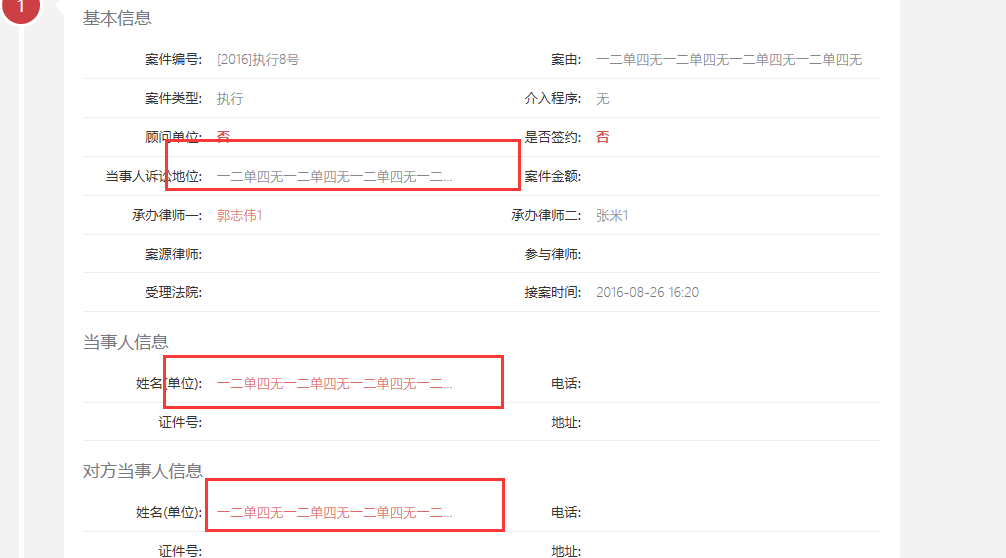 1
基本信息
案件编号: [2016]执行8号 案由: 一二单四无一二单四无一二单四无一二单四无
案件类型: 执行 介入程序: 无
顾问单位: 否 是否签约: 否
当事人诉讼地位: 一二单四无一二单四无一二单四无一二... 案件金额:
承办律师一: 郭志伟1 承办律师二: 张米1
案源律师: 参与律师:
受理法院: 接案时间: 2016-08-26 16:20
当事人信息
姓名(单位): 一二单四无一二单四无一二单四无一二... 电话:
证件号: 地址:
对方当事人信息
姓名(单位): 一二单四无一二单四无一二单四无一二... 电话:
证件号: 地址: